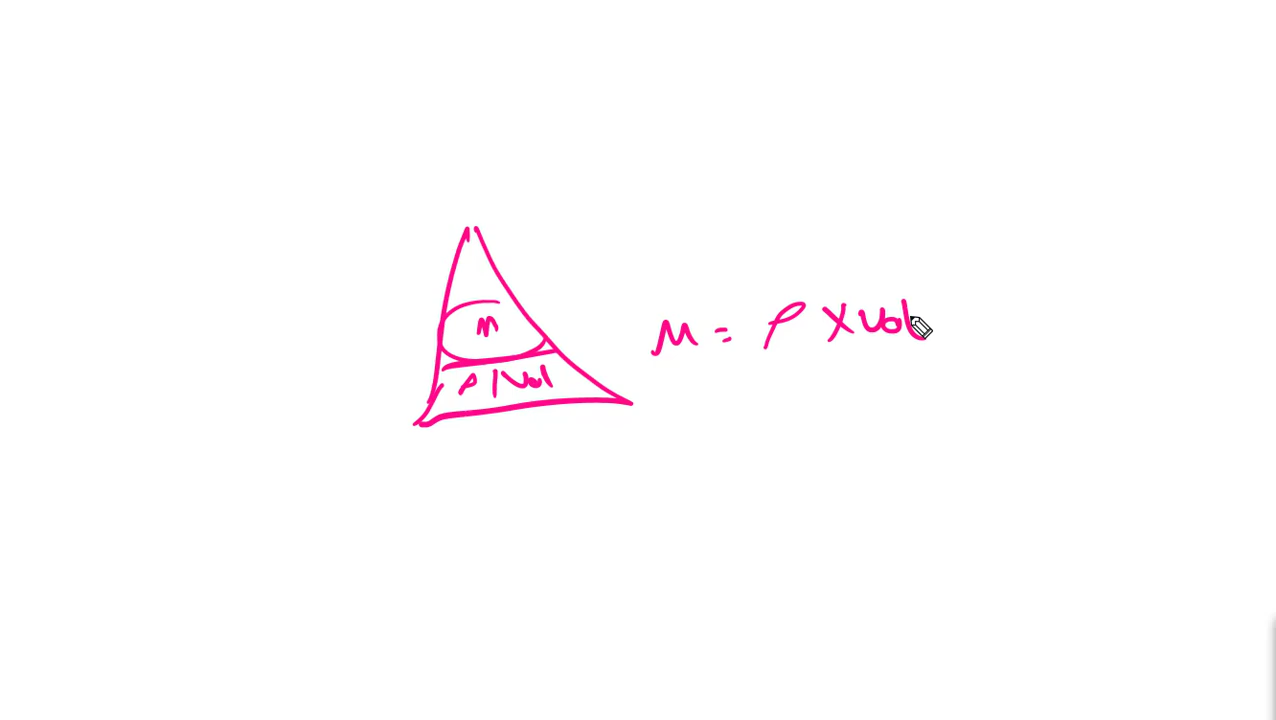 m
ρ | Vol
M = ρ x Vol